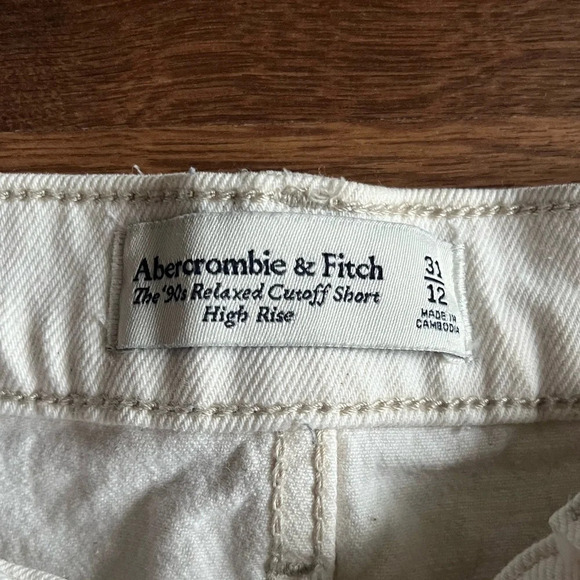 Abercrombie & Fitch
The '90s Relaxed Cutoff Short
High Rise
31
12
MADE IN
CAMBODIA